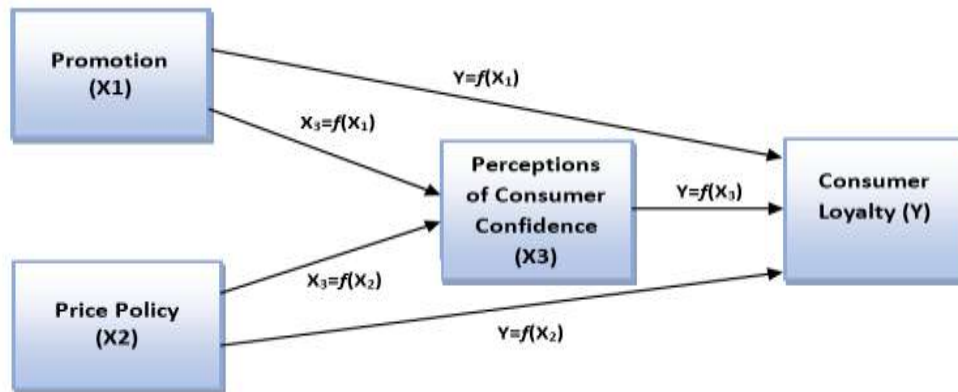 Promotion
(X1)
Y=f(X₁)
X₃=f(X₁)
Perceptions
of Consumer
Confidence
(X3)
Y=f(X₃)
Consumer
Loyalty (Y)
X₃=f(X₂)
Price Policy
(X2)
Y=f(X₂)